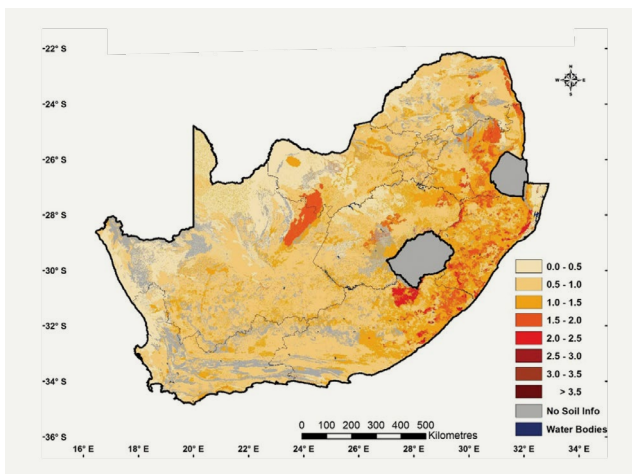 22° S
24° S
26° S
28° S
30° S
32° S
34° S
36° S
N
W E
S
0.0 - 0.5
0.5 - 1.0
1.0 - 1.5
1.5 - 2.0
2.0 - 2.5
2.5 - 3.0
3.0 - 3.5
> 3.5
No Soil Info
Water Bodies
0 100 200 300 400 500
Kilometres
16° E 18° E 20° E 22° E 24° E 26° E 28° E 30° E 32° E 34° E